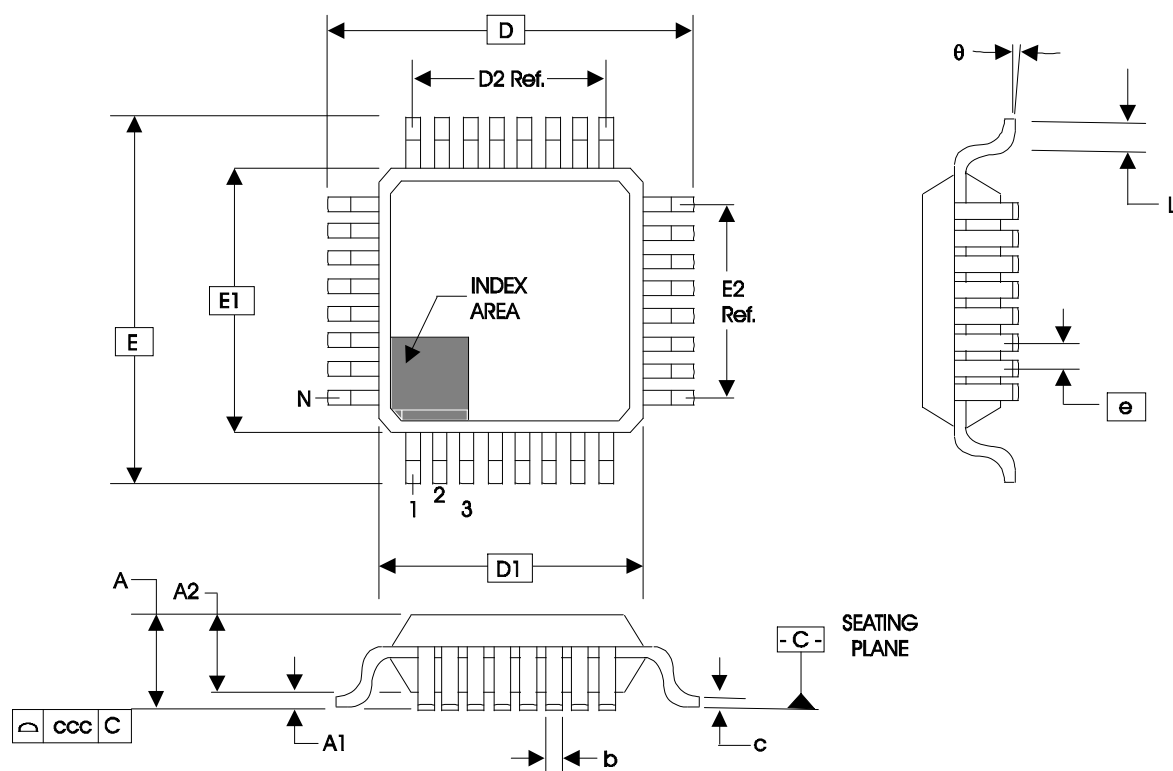 D
θ
D2 Ref.
L
E1
INDEX
AREA
E2
Ref.
E
N
e
1
2
3
D1
A
A2
- C -
SEATING
PLANE
ccc C
A1
b
c